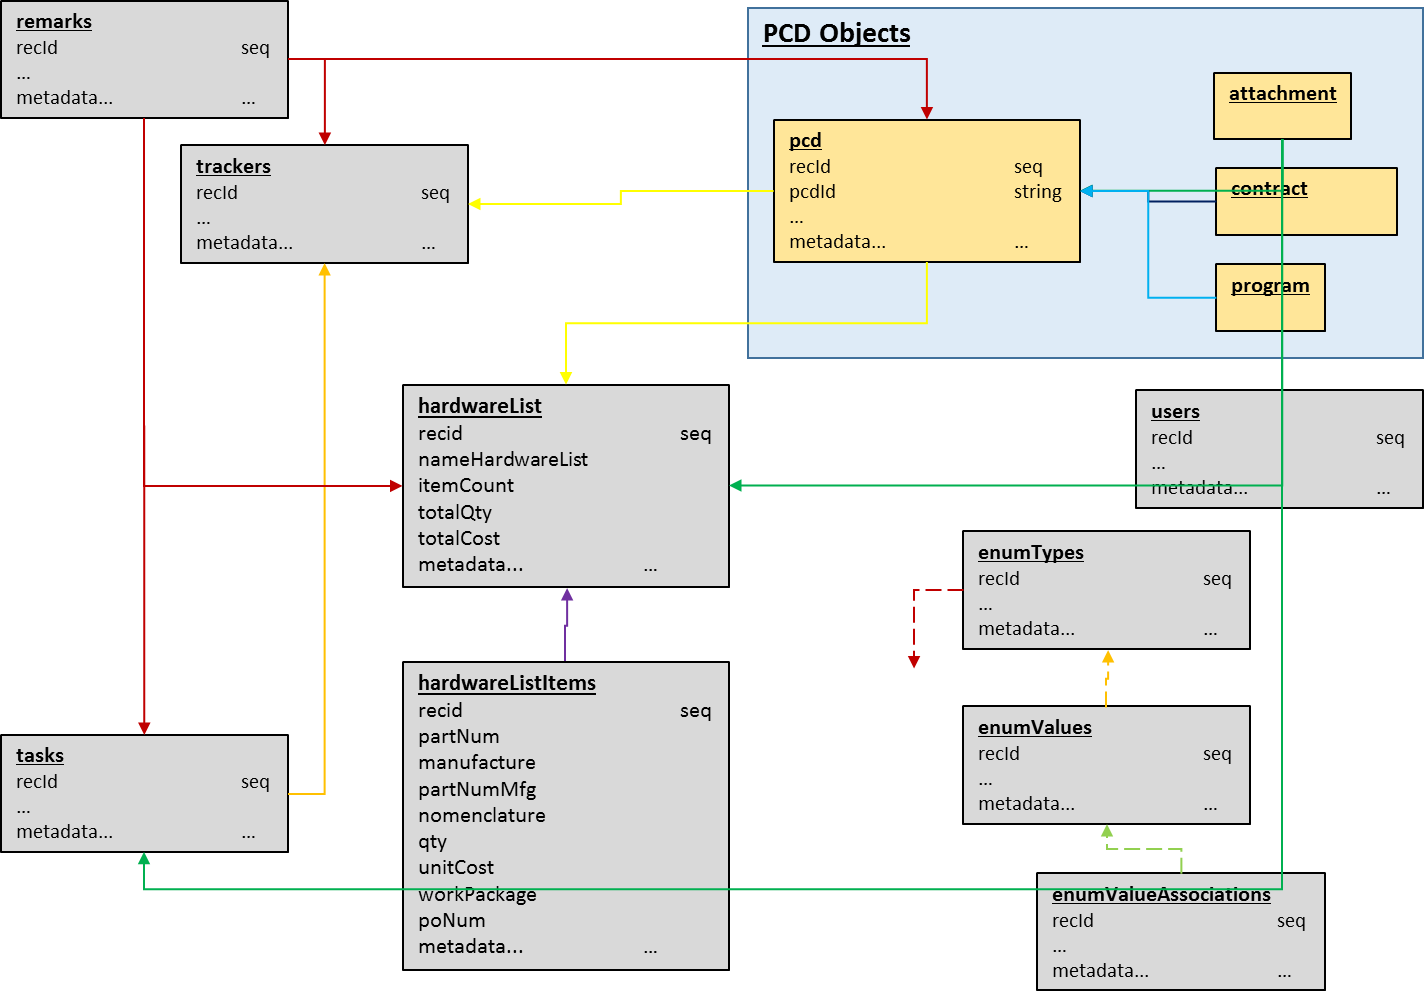 remarks
recId seq
...
metadata... ...
PCD Objects
attachment
pcd
recId seq
pcdId string
...
metadata... ...
contract
program
trackers
recId seq
...
metadata... ...
hardwareList
recid seq
nameHardwareList
itemCount
totalQty
totalCost
metadata... ...
users
recId seq
...
metadata... ...
enumTypes
recId seq
...
metadata... ...
hardwareListItems
recid seq
partNum
manufacture
partNumMfg
nomenclature
qty
unitCost
workPackage
poNum
metadata... ...
enumValues
recId seq
...
metadata... ...
tasks
recId seq
...
metadata... ...
enumValueAssociations
recId seq
...
metadata... ...